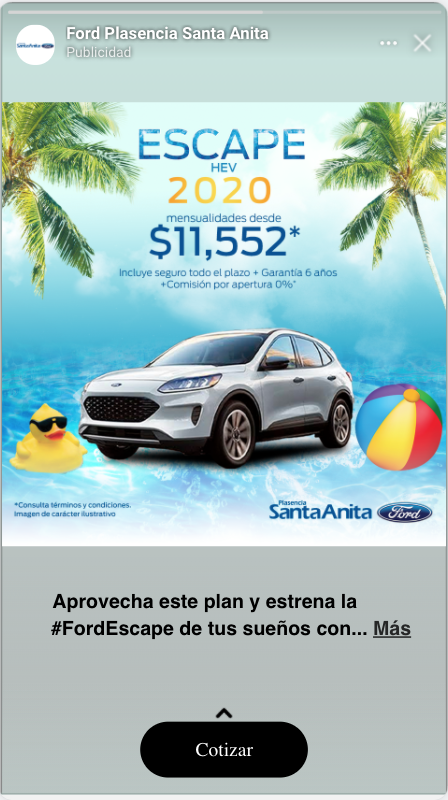 Ford Plasencia Santa Anita
Publicidad
ESCAPE
HEV
2020
mensualidades desde
$11,552*
Incluye seguro todo el plazo + Garantía 6 años
+Comisión por apertura 0%*
*Consulta términos y condiciones.
Imagen de carácter ilustrativo
Plasencia
SantaAnita Ford
Aprovecha este plan y estrena la
#FordEscape de tus sueños con... Más
Cotizar